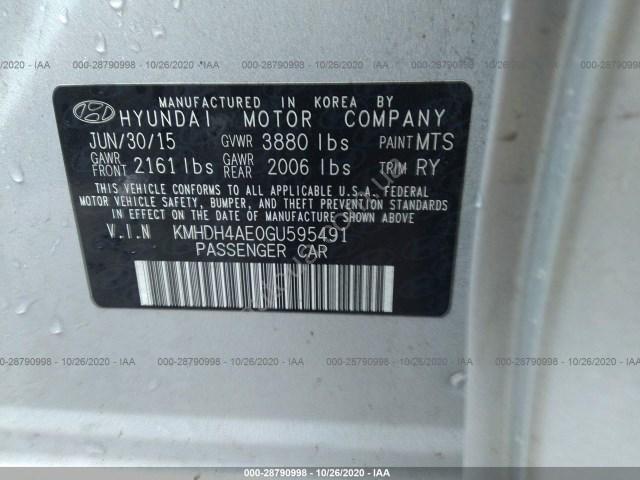 000-28790998 - 10/26/2020 - IAA
MANUFACTURED IN KOREA BY
HYUNDAI MOTOR COMPANY
JUN/30/15 GVWR 3880 lbs PAINT MTS
GAWR FRONT 2161 lbs GAWR REAR 2006 lbs TRIM RY
THIS VEHICLE CONFORMS TO ALL APPLICABLE U.S.A. FEDERAL
MOTOR VEHICLE SAFETY, BUMPER, AND THEFT PREVENTION STANDARDS
IN EFFECT ON THE DATE OF MANUFACTURE SHOWN ABOVE
V.I.N KMHDH4AE0GU595491
PASSENGER CAR
000-28790998 - 10/26/2020 - IAA
000-28790998 - 10/26/2020 - IAA